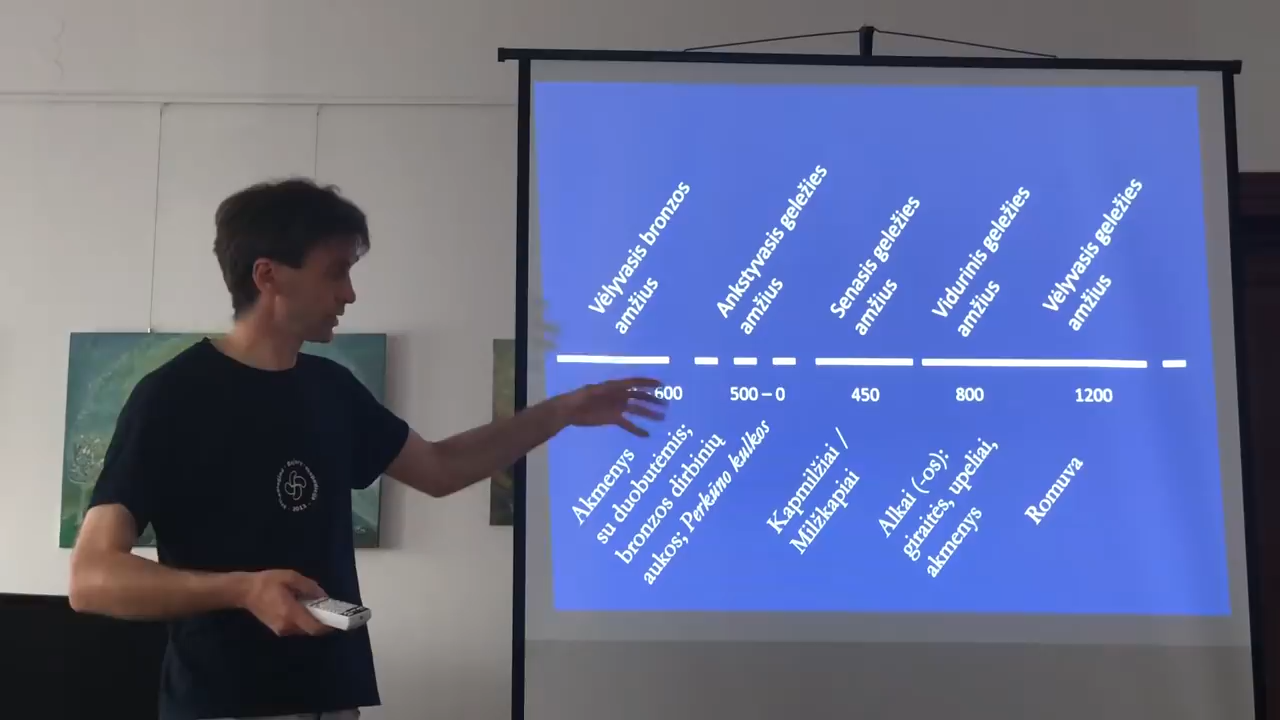 Vėlyvasis bronzos
amžius
Ankstyvasis geležies
amžius
Senasis geležies
amžius
Vidurinis geležies
amžius
Vėlyvasis geležies
amžius
600
500 – 0
450
800
1200
Akmenys
su duobutėmis;
bronzos dirbinių
aukos; Perkūno kulkos
Kapmilžiai /
Milžkapiai
Alkai (-os):
giraitės, upeliai,
akmenys
Romuva